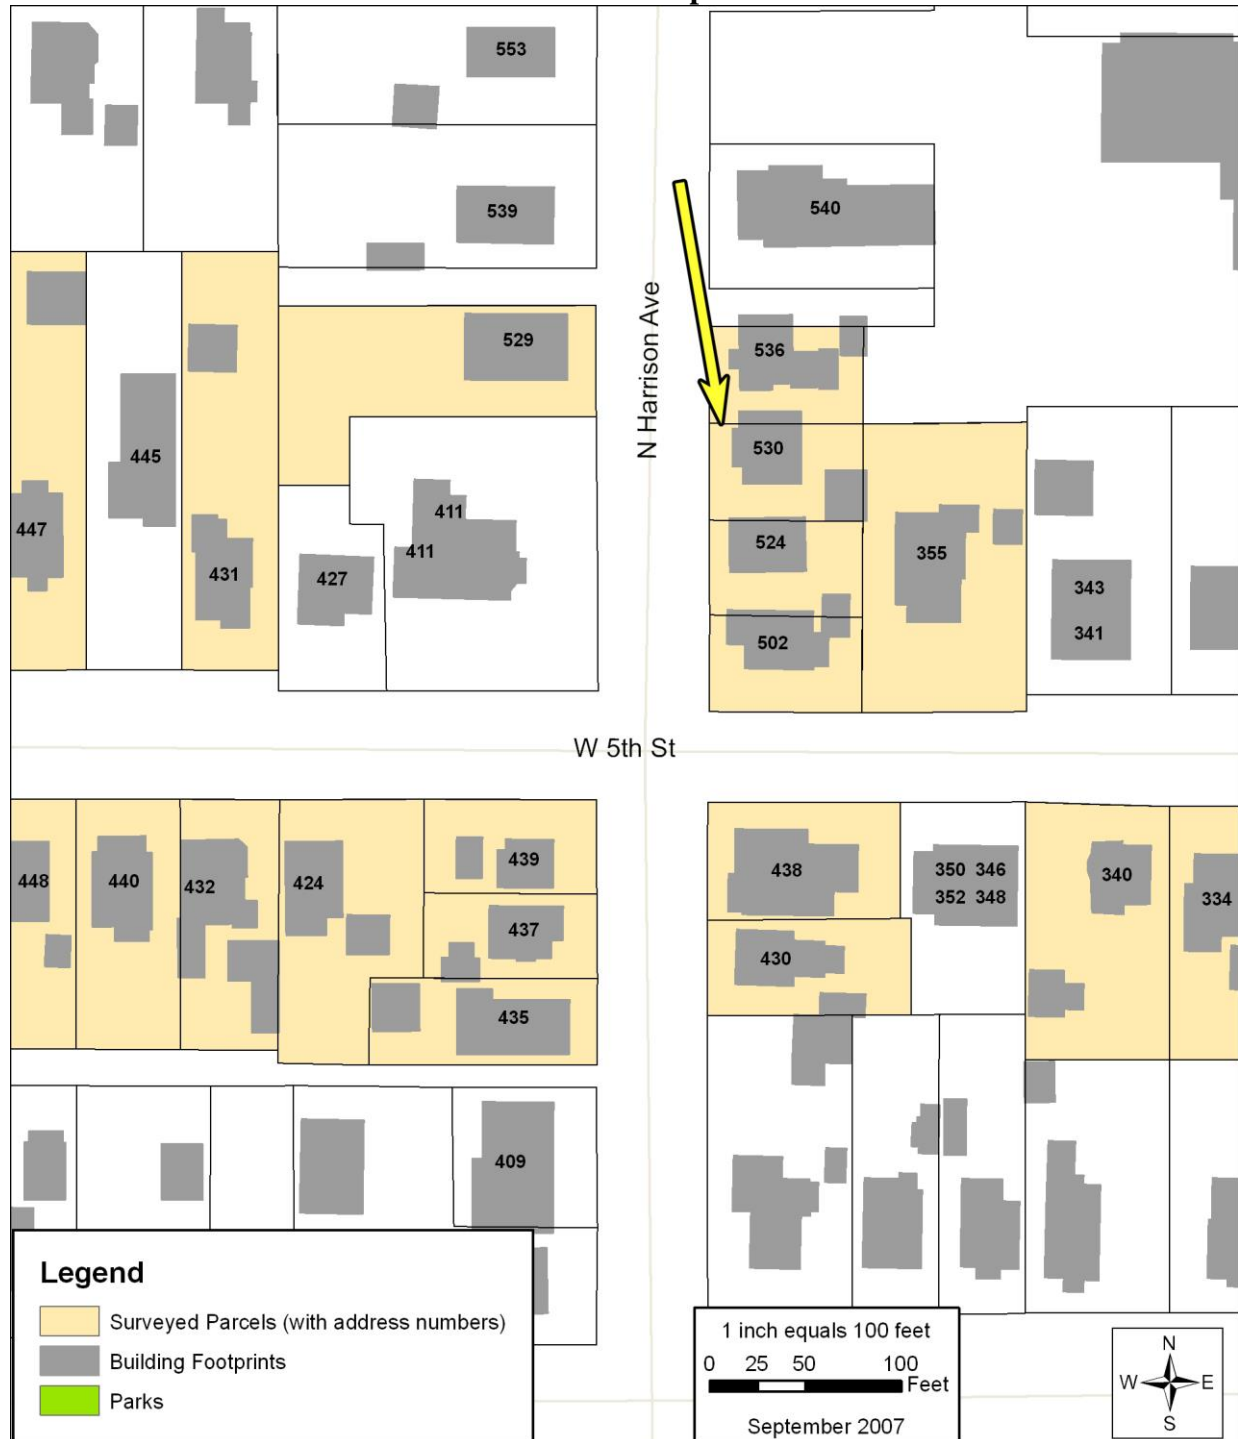 553
539
540
529
536
N Harrison Ave
530
445
447
411
411
524
355
431
427
343
341
502
W 5th St
448
440
432
424
439
437
435
438
350 346
352 348
340
334
430
409
Legend
Surveyed Parcels (with address numbers)
Building Footprints
Parks
1 inch equals 100 feet
0 25 50 100
Feet
September 2007
N
W E
S